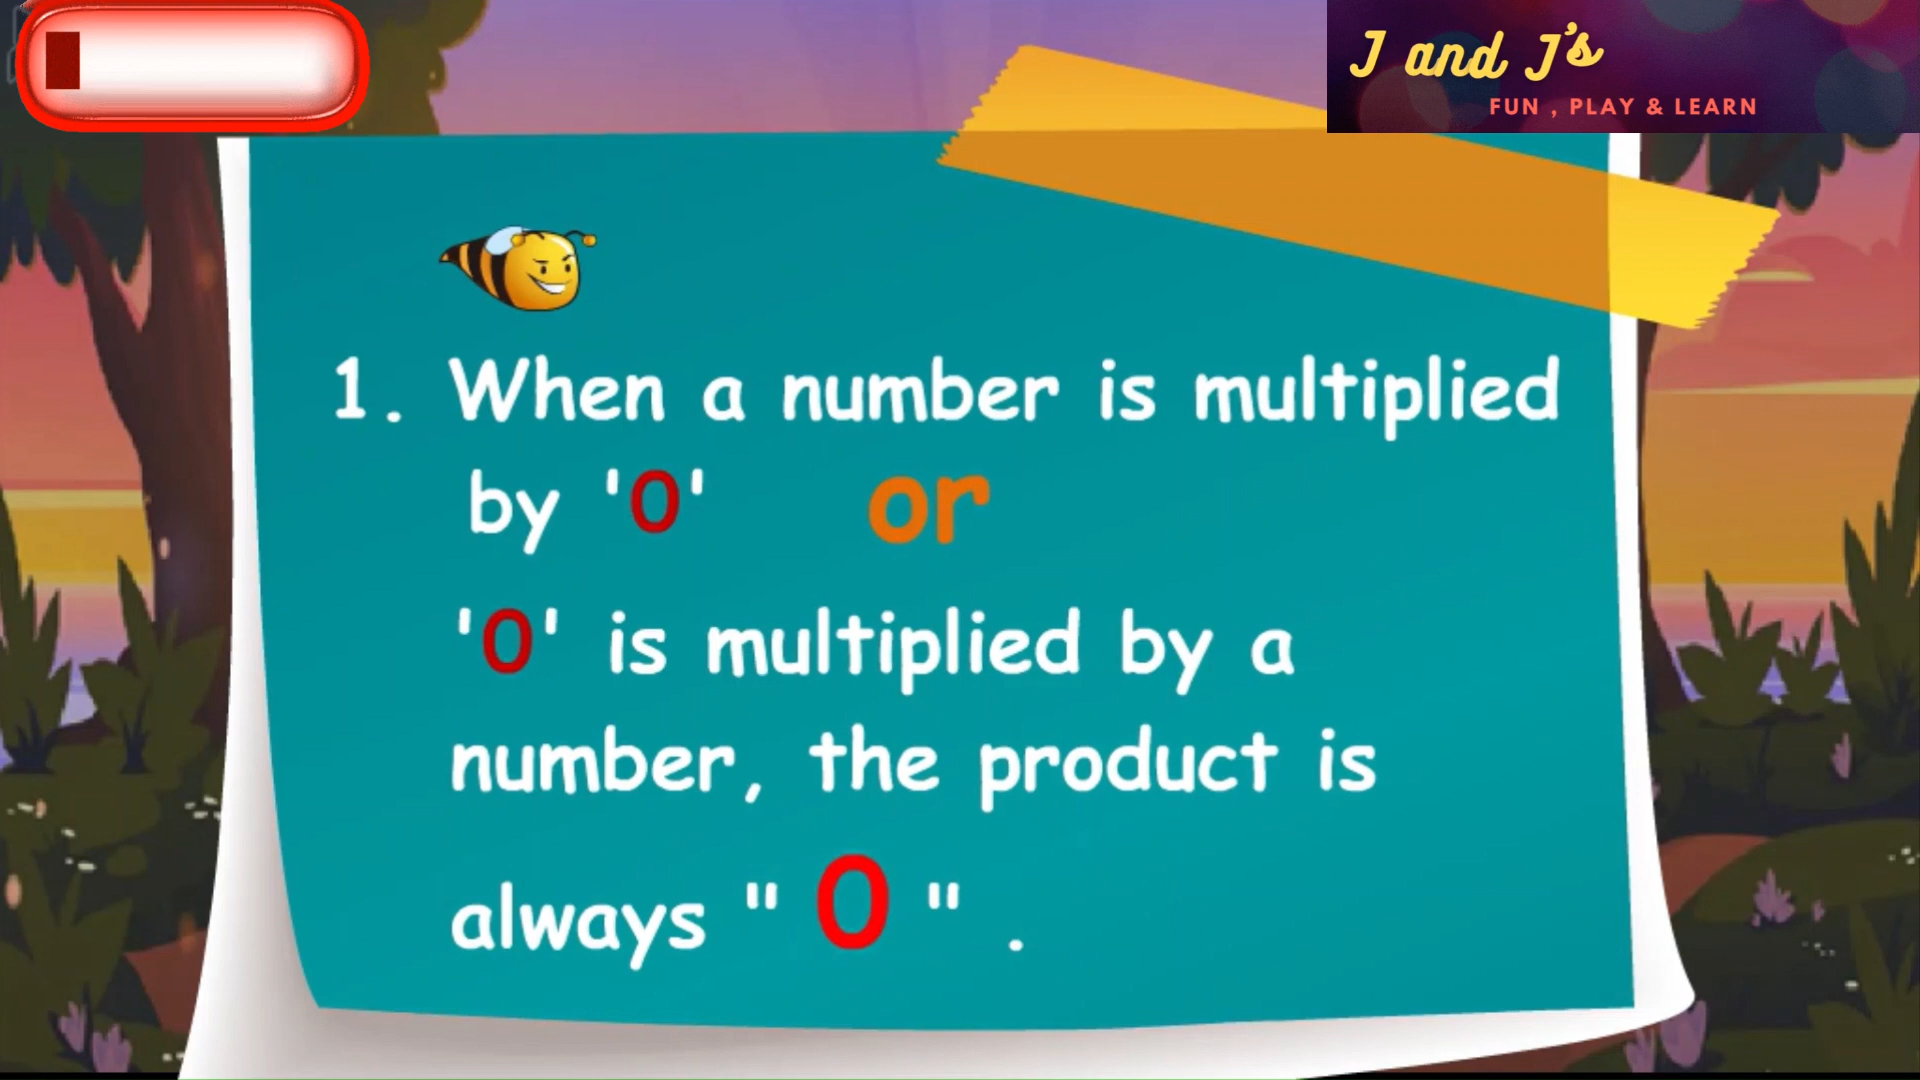 J and J's
FUN , PLAY & LEARN
1. When a number is multiplied
by '0' or
'0' is multiplied by a
number, the product is
always " 0 " .